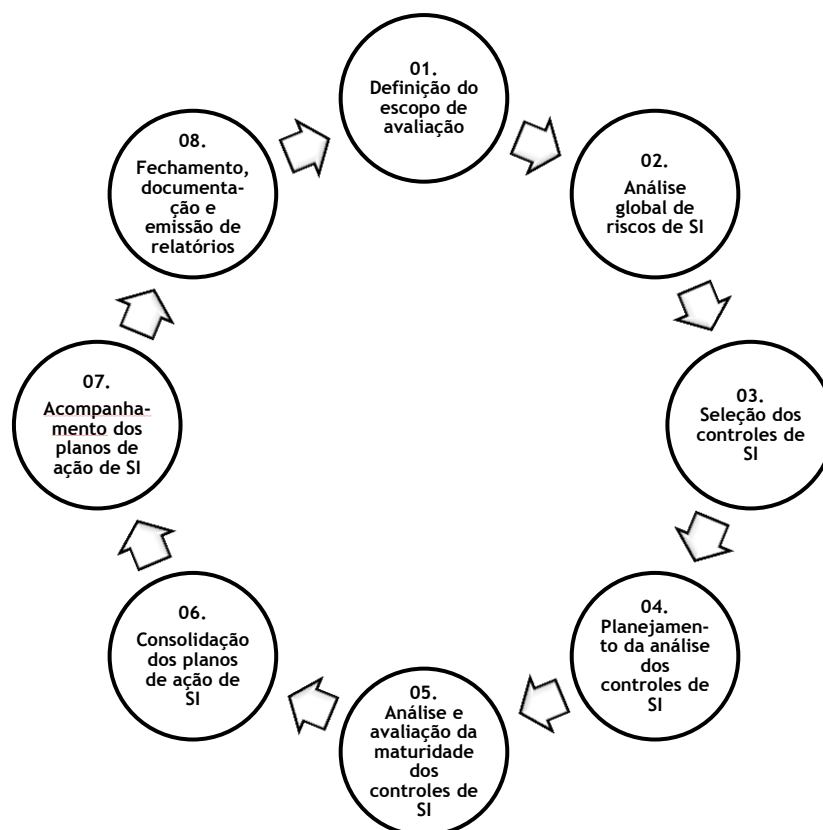 01.
Definição do
escopo de
avaliação
02.
Análise
global de
riscos de SI
03.
Seleção dos
controles de
SI
04.
Planejamen-
to da análise
dos
controles de
SI
05.
Análise e
avaliação da
maturidade
dos
controles de
SI
06.
Consolidação
dos planos
de ação de
SI
07.
Acompanha-
mento dos
planos de
ação de SI
08.
Fechamento,
documenta-
ção e
emissão de
relatórios